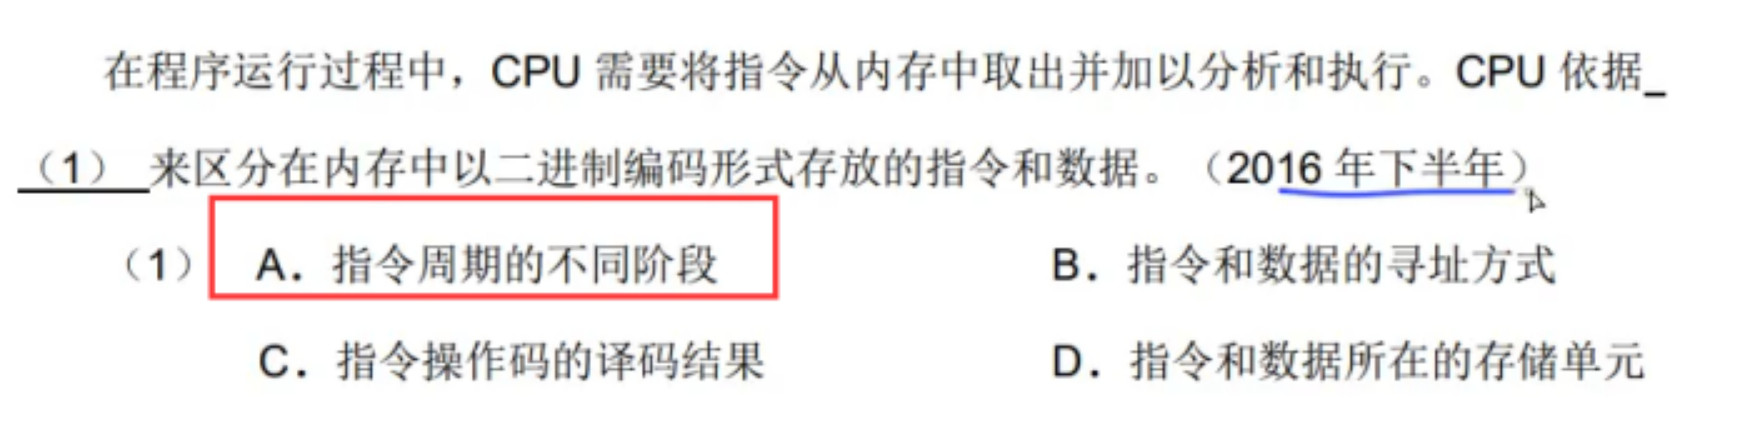 在程序运行过程中，CPU 需要将指令从内存中取出并加以分析和执行。CPU 依据_
（1） 来区分在内存中以二进制编码形式存放的指令和数据。（2016 年下半年）
（1） A．指令周期的不同阶段 B．指令和数据的寻址方式
C．指令操作码的译码结果 D．指令和数据所在的存储单元